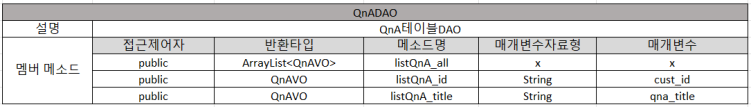 QnADAO
설명 QnA테이블DAO
멤버 메소드 접근제어자 반환타입 메소드명 매개변수자료형 매개변수
public ArrayList<QnAVO> listQnA_all x x
public QnAVO listQnA_id String cust_id
public QnAVO listQnA_title String qna_title